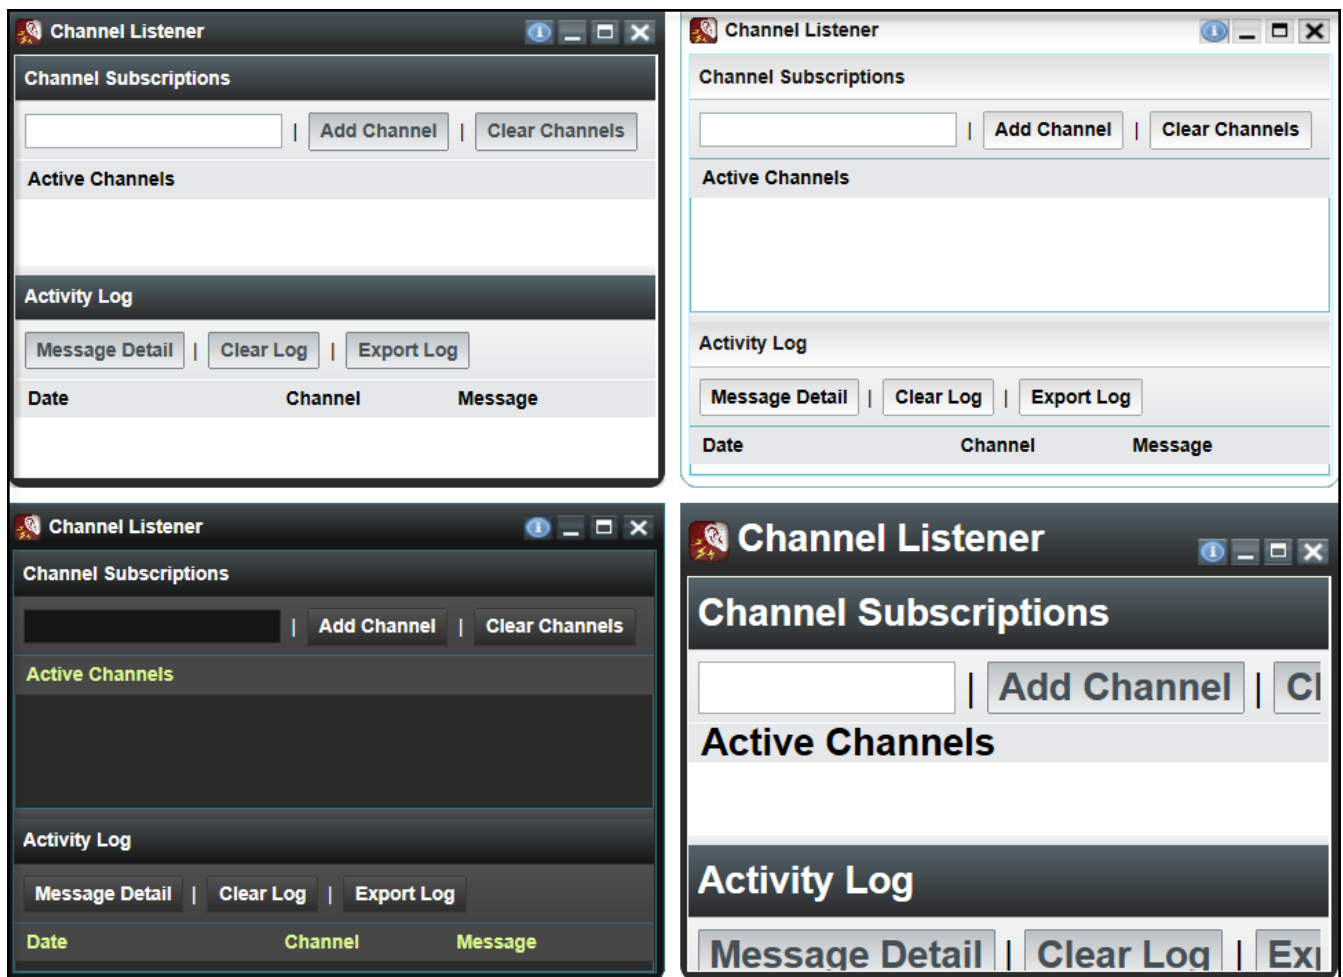 Channel Listener
Channel Subscriptions
| Add Channel | Clear Channels
Active Channels
Activity Log
Message Detail | Clear Log | Export Log
Date Channel Message
Channel Listener
Channel Subscriptions
| Add Channel | Clear Channels
Active Channels
Activity Log
Message Detail | Clear Log | Export Log
Date Channel Message
Channel Listener
Channel Subscriptions
| Add Channel | Clear Channels
Active Channels
Activity Log
Message Detail | Clear Log | Export Log
Date Channel Message
Channel Listener
Channel Subscriptions
| Add Channel | Cl
Active Channels
Activity Log
Message Detail | Clear Log |